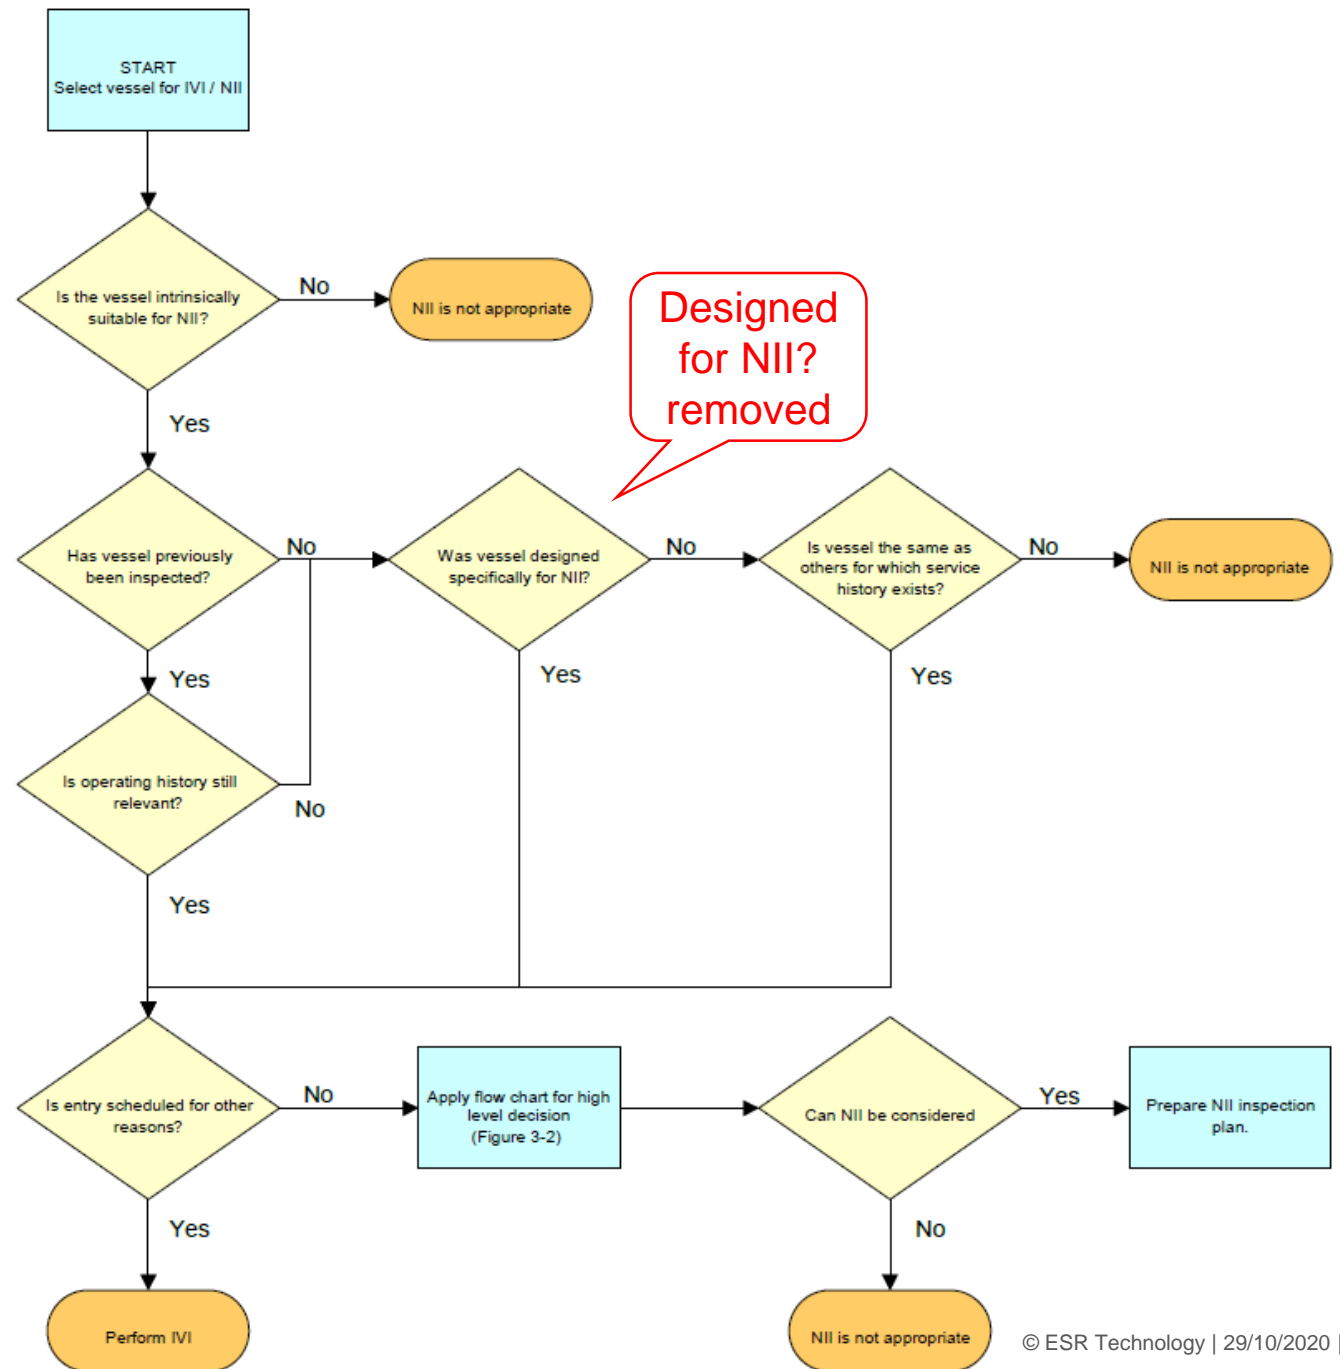 START
Select vessel for IVI / NII
Is the vessel intrinsically
suitable for NII?
No
NII is not appropriate
Designed
for NII?
removed
Yes
Has vessel previously
been inspected?
No
Was vessel designed
specifically for NII?
No
Is vessel the same as
others for which service
history exists?
No
NII is not appropriate
Yes
Yes
Yes
Is operating history still
relevant?
No
Yes
Is entry scheduled for other
reasons?
No
Apply flow chart for high
level decision
(Figure 3-2)
Can NII be considered
Yes
Prepare NII inspection
plan.
Yes
No
Perform IVI
NII is not appropriate
© ESR Technology | 29/10/2020 |